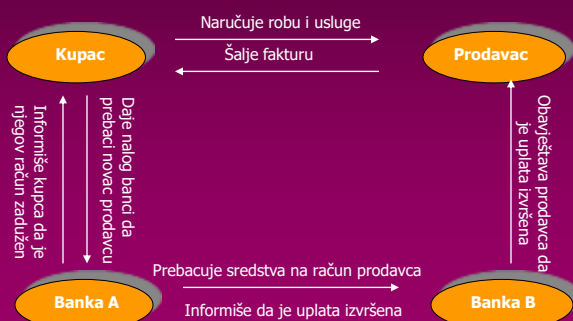 Naručuje robu i usluge
Kupac
Šalje fakturu
Prodavac
Informiše kupca da je
njegov račun zadužen
Daje nalog banci da
prebaci novac prodavcu
Obavještava prodavca da
je uplata izvršena
Prebacuje sredstva na račun prodavca
Banka A
Banka B
Informiše da je uplata izvršena